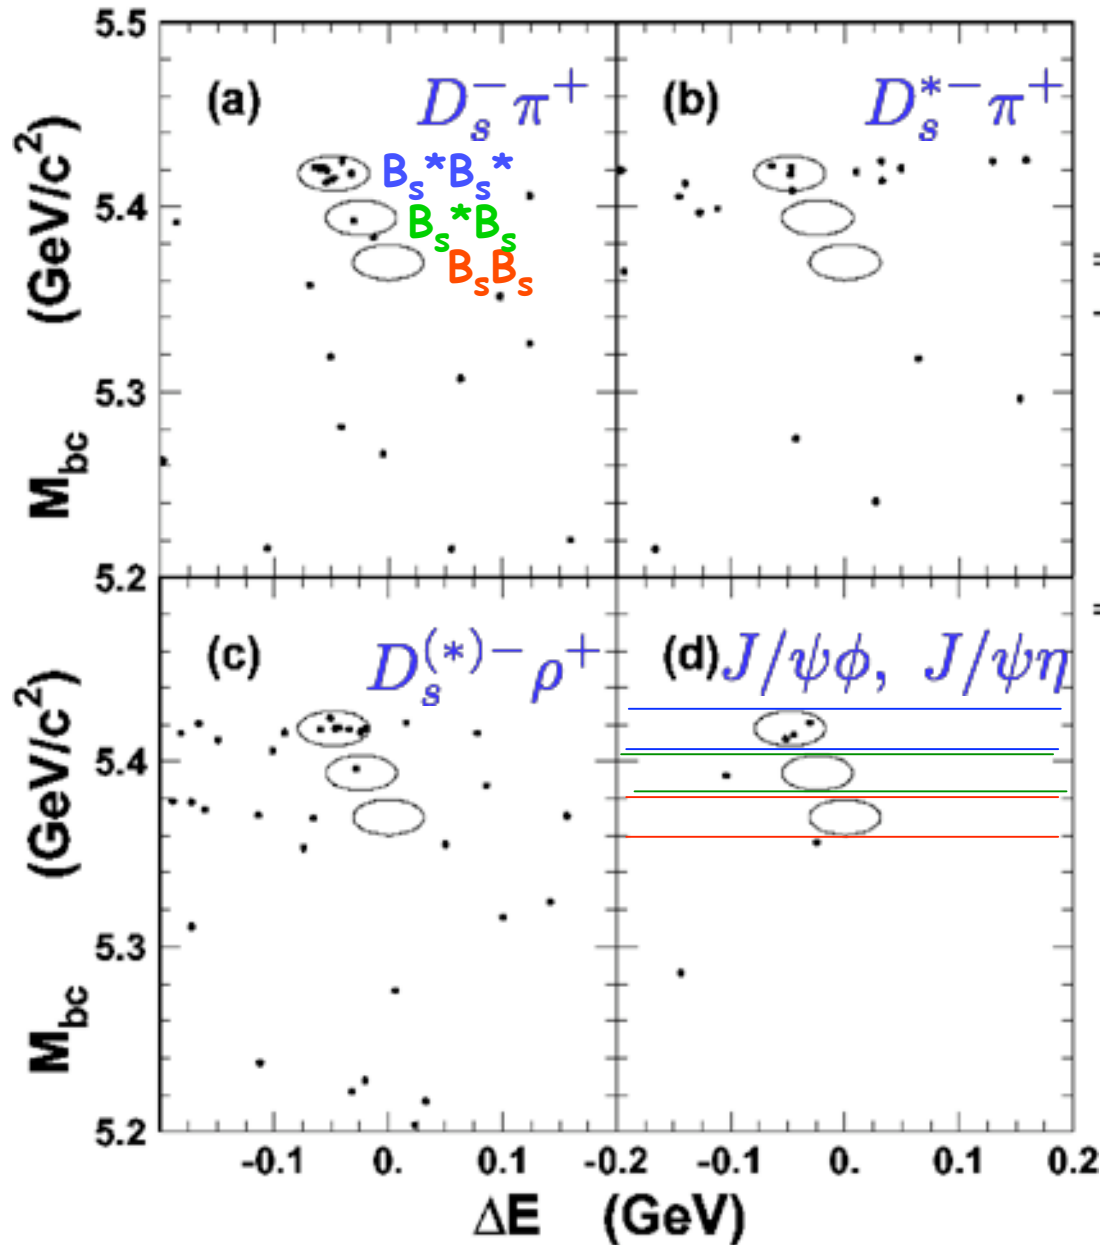 5.5
(a) D_s^- π^+
(b) D_s^{*-} π^+
B_s*B_s*
B_s*B_s
B_sB_s
5.4
5.3
5.2
M_bc (GeV/c²)
(c) D_s^{(*)-} ρ^+
(d) J/ψϕ, J/ψη
5.4
5.3
5.2
M_bc (GeV/c²)
-0.1 0. 0.1 -0.2 -0.1 0. 0.1 0.2
ΔE (GeV)